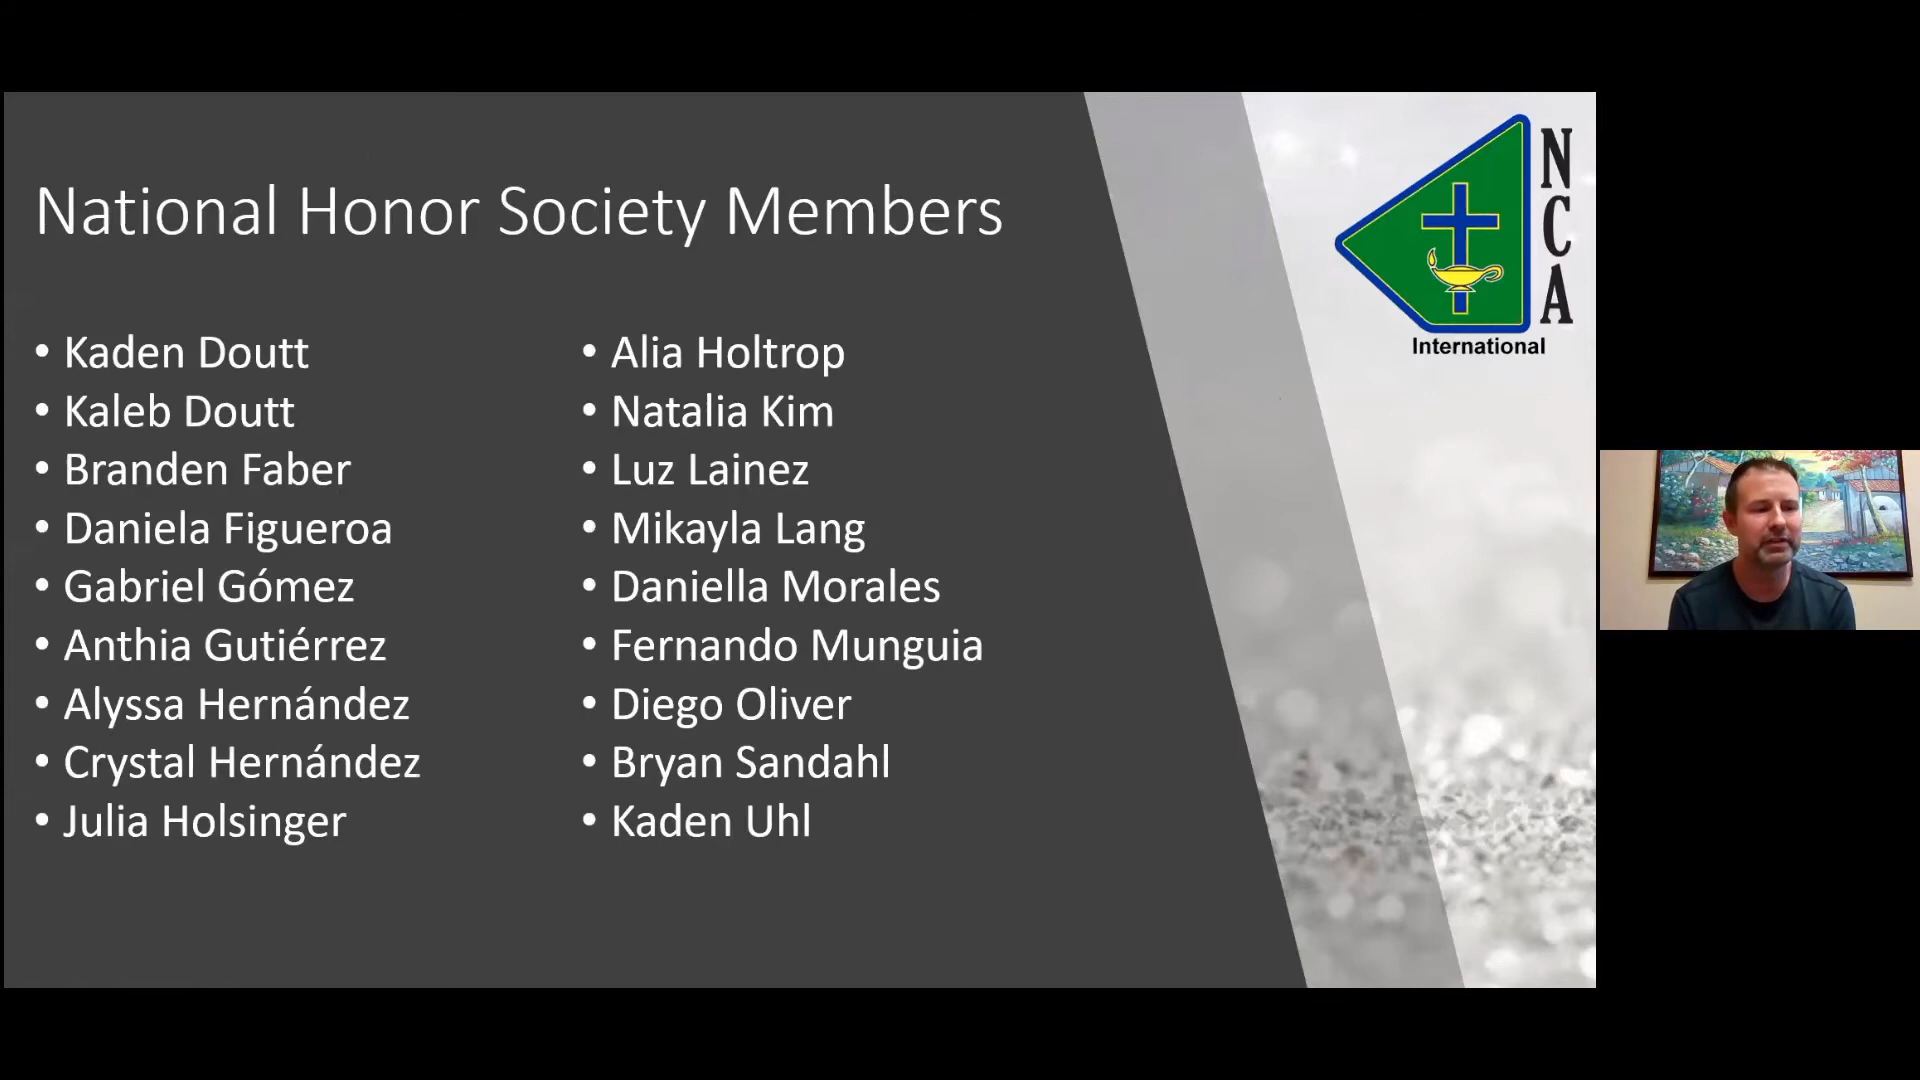 National Honor Society Members
• Kaden Doutt
• Kaleb Doutt
• Branden Faber
• Daniela Figueroa
• Gabriel Gómez
• Anthia Gutiérrez
• Alyssa Hernández
• Crystal Hernández
• Julia Holsinger
• Alia Holtrop
• Natalia Kim
• Luz Lainez
• Mikayla Lang
• Daniella Morales
• Fernando Munguia
• Diego Oliver
• Bryan Sandahl
• Kaden Uhl
NCA
International